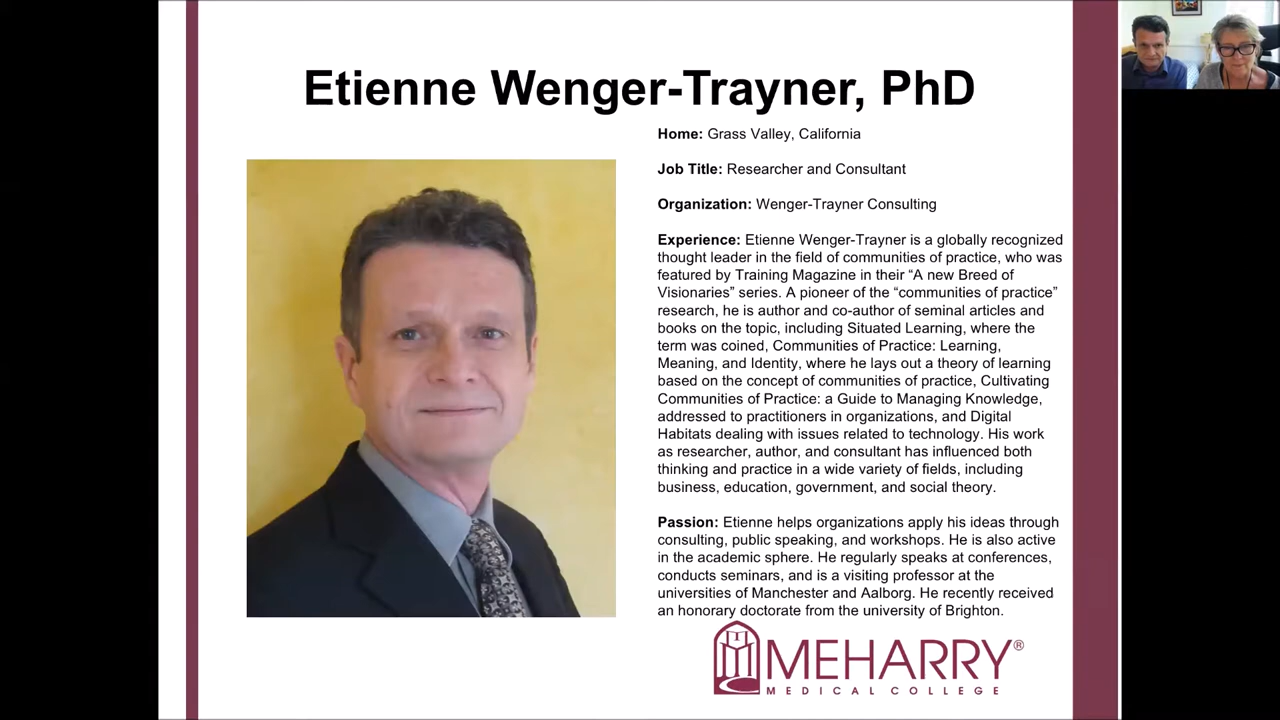 Etienne Wenger-Trayner, PhD
Home: Grass Valley, California
Job Title: Researcher and Consultant
Organization: Wenger-Trayner Consulting
Experience: Etienne Wenger-Trayner is a globally recognized
thought leader in the field of communities of practice, who was
featured by Training Magazine in their “A new Breed of
Visionaries” series. A pioneer of the “communities of practice”
research, he is author and co-author of seminal articles and
books on the topic, including Situated Learning, where the
term was coined, Communities of Practice: Learning,
Meaning, and Identity, where he lays out a theory of learning
based on the concept of communities of practice, Cultivating
Communities of Practice: a Guide to Managing Knowledge,
addressed to practitioners in organizations, and Digital
Habitats dealing with issues related to technology. His work
as researcher, author, and consultant has influenced both
thinking and practice in a wide variety of fields, including
business, education, government, and social theory.
Passion: Etienne helps organizations apply his ideas through
consulting, public speaking, and workshops. He is also active
in the academic sphere. He regularly speaks at conferences,
conducts seminars, and is a visiting professor at the
universities of Manchester and Aalborg. He recently received
an honorary doctorate from the university of Brighton.
MEHARRY®
MEDICAL COLLEGE